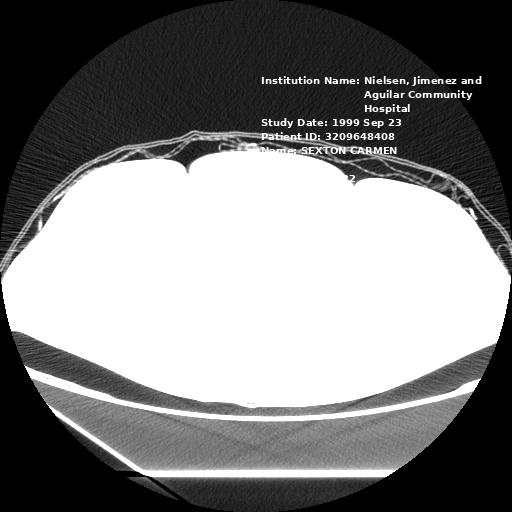 Institution Name: Nielsen, Jimenez and
Aguilar Community
Hospital
Study Date: 1999 Sep 23
Patient ID: 3209648408
Name: SEXTON CARMEN